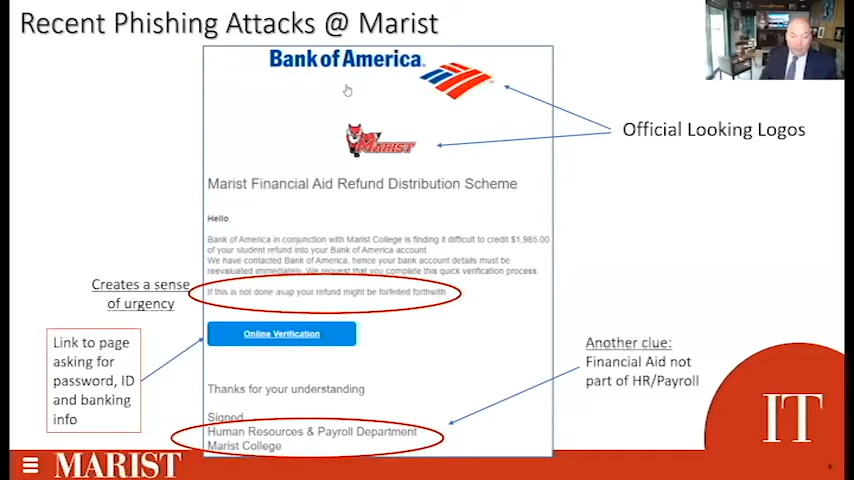 Recent Phishing Attacks @ Marist
Bank of America
MARIST
Official Looking Logos
Marist Financial Aid Refund Distribution Scheme
Hello,
Bank of America in conjunction with Marist College is finding it difficult to credit $1,985.00
of your student refund into your Bank of America account.
We have contacted Bank of America, hence your bank account details must be
reevaluated immediately. We request that you complete this quick verification process
Creates a sense
of urgency
If this is not done asap your refund might be forfeited forthwith
Online Verification
Link to page
asking for
password, ID
and banking
info
Another clue:
Financial Aid not
part of HR/Payroll
Thanks for your understanding
Signed
Human Resources & Payroll Department
Marist College
IT
MARIST